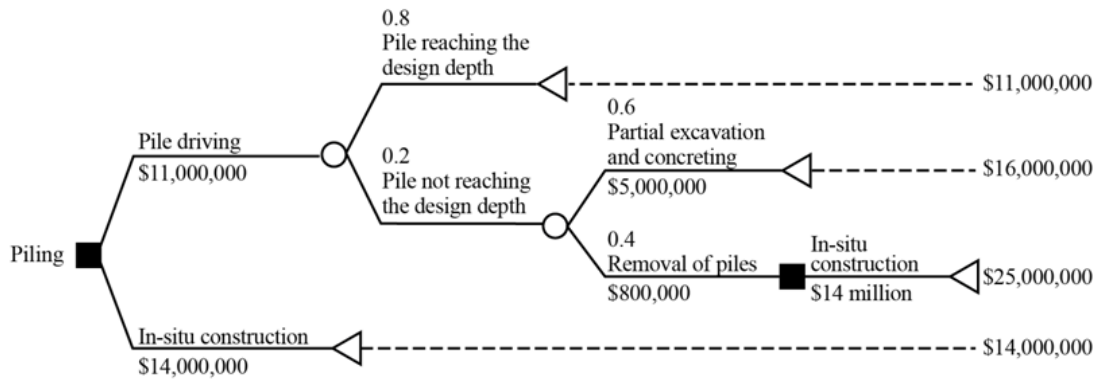 0.8
Pile reaching the
design depth
$11,000,000
0.6
Partial excavation
and concreting
$5,000,000
$16,000,000
Pile driving
$11,000,000
0.2
Pile not reaching
the design depth
0.4
Removal of piles
$800,000
In-situ
construction
$14 million
$25,000,000
Piling
In-situ construction
$14,000,000
$14,000,000